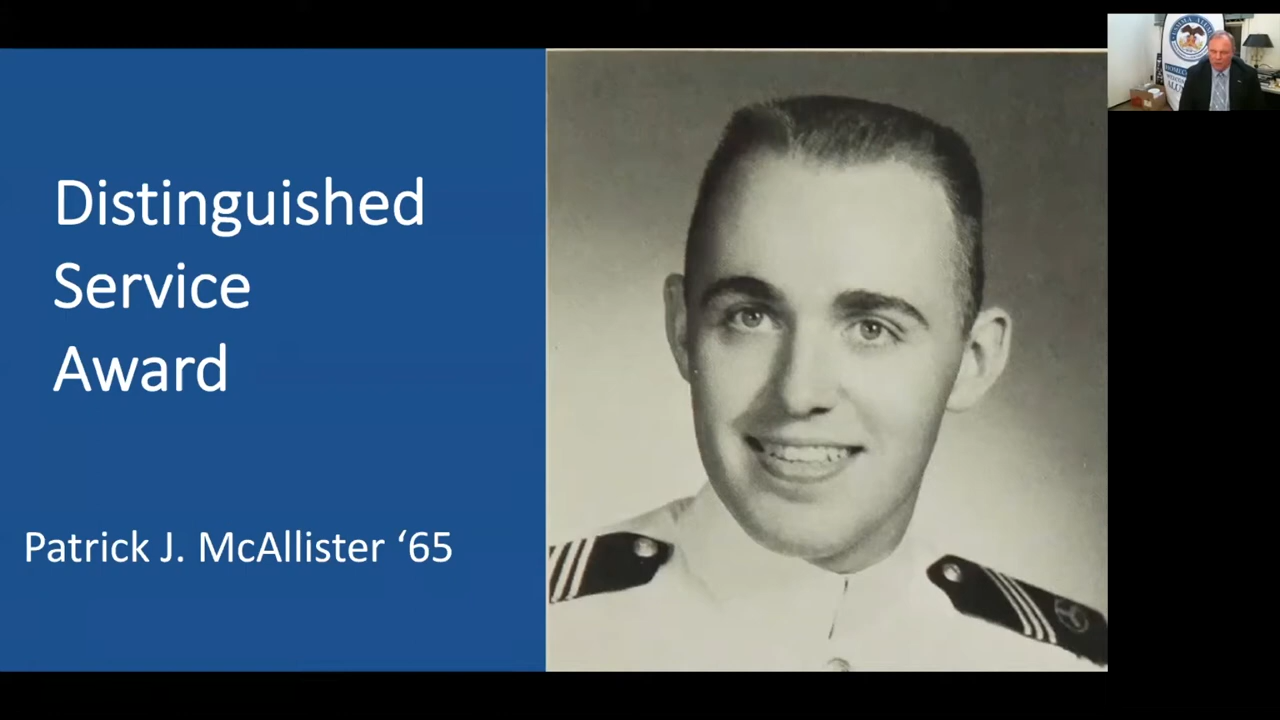 Distinguished
Service
Award
Patrick J. McAllister ‘65